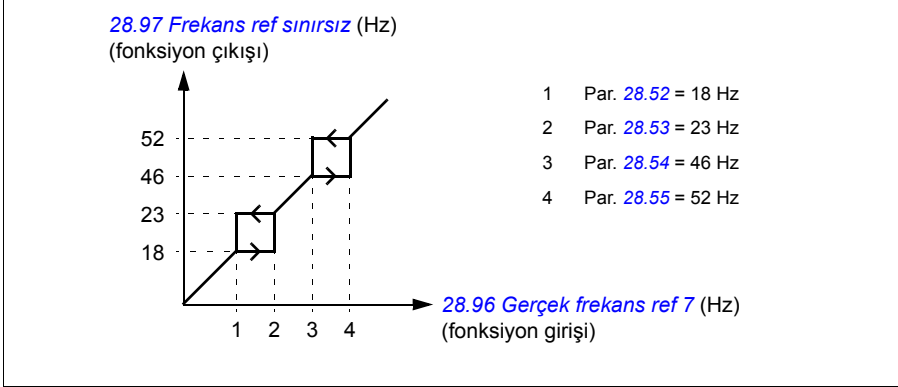 28.97 Frekans ref sınırsız (Hz)
(fonksiyon çıkışı)
1 Par. 28.52 = 18 Hz
2 Par. 28.53 = 23 Hz
3 Par. 28.54 = 46 Hz
4 Par. 28.55 = 52 Hz
52
46
23
18
28.96 Gerçek frekans ref 7 (Hz)
(fonksiyon girişi)
1 2 3 4